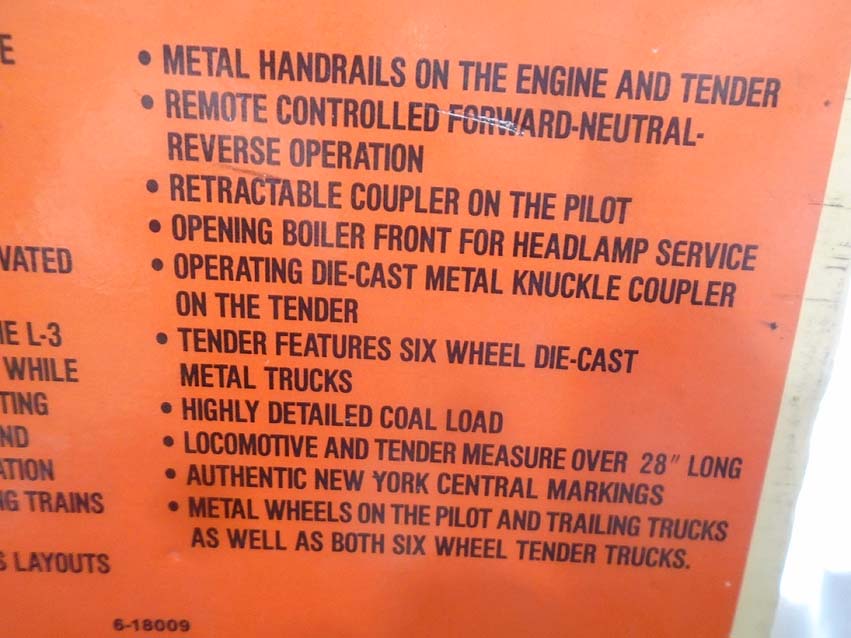 E
VATED
E L-3
WHILE
TING
ND
ATION
G TRAINS
S LAYOUTS
• METAL HANDRAILS ON THE ENGINE AND TENDER
• REMOTE CONTROLLED FORWARD-NEUTRAL-
REVERSE OPERATION
• RETRACTABLE COUPLER ON THE PILOT
• OPENING BOILER FRONT FOR HEADLAMP SERVICE
• OPERATING DIE-CAST METAL KNUCKLE COUPLER
ON THE TENDER
• TENDER FEATURES SIX WHEEL DIE-CAST
METAL TRUCKS
• HIGHLY DETAILED COAL LOAD
• LOCOMOTIVE AND TENDER MEASURE OVER 28" LONG
• AUTHENTIC NEW YORK CENTRAL MARKINGS
• METAL WHEELS ON THE PILOT AND TRAILING TRUCKS
AS WELL AS BOTH SIX WHEEL TENDER TRUCKS.
6-18009